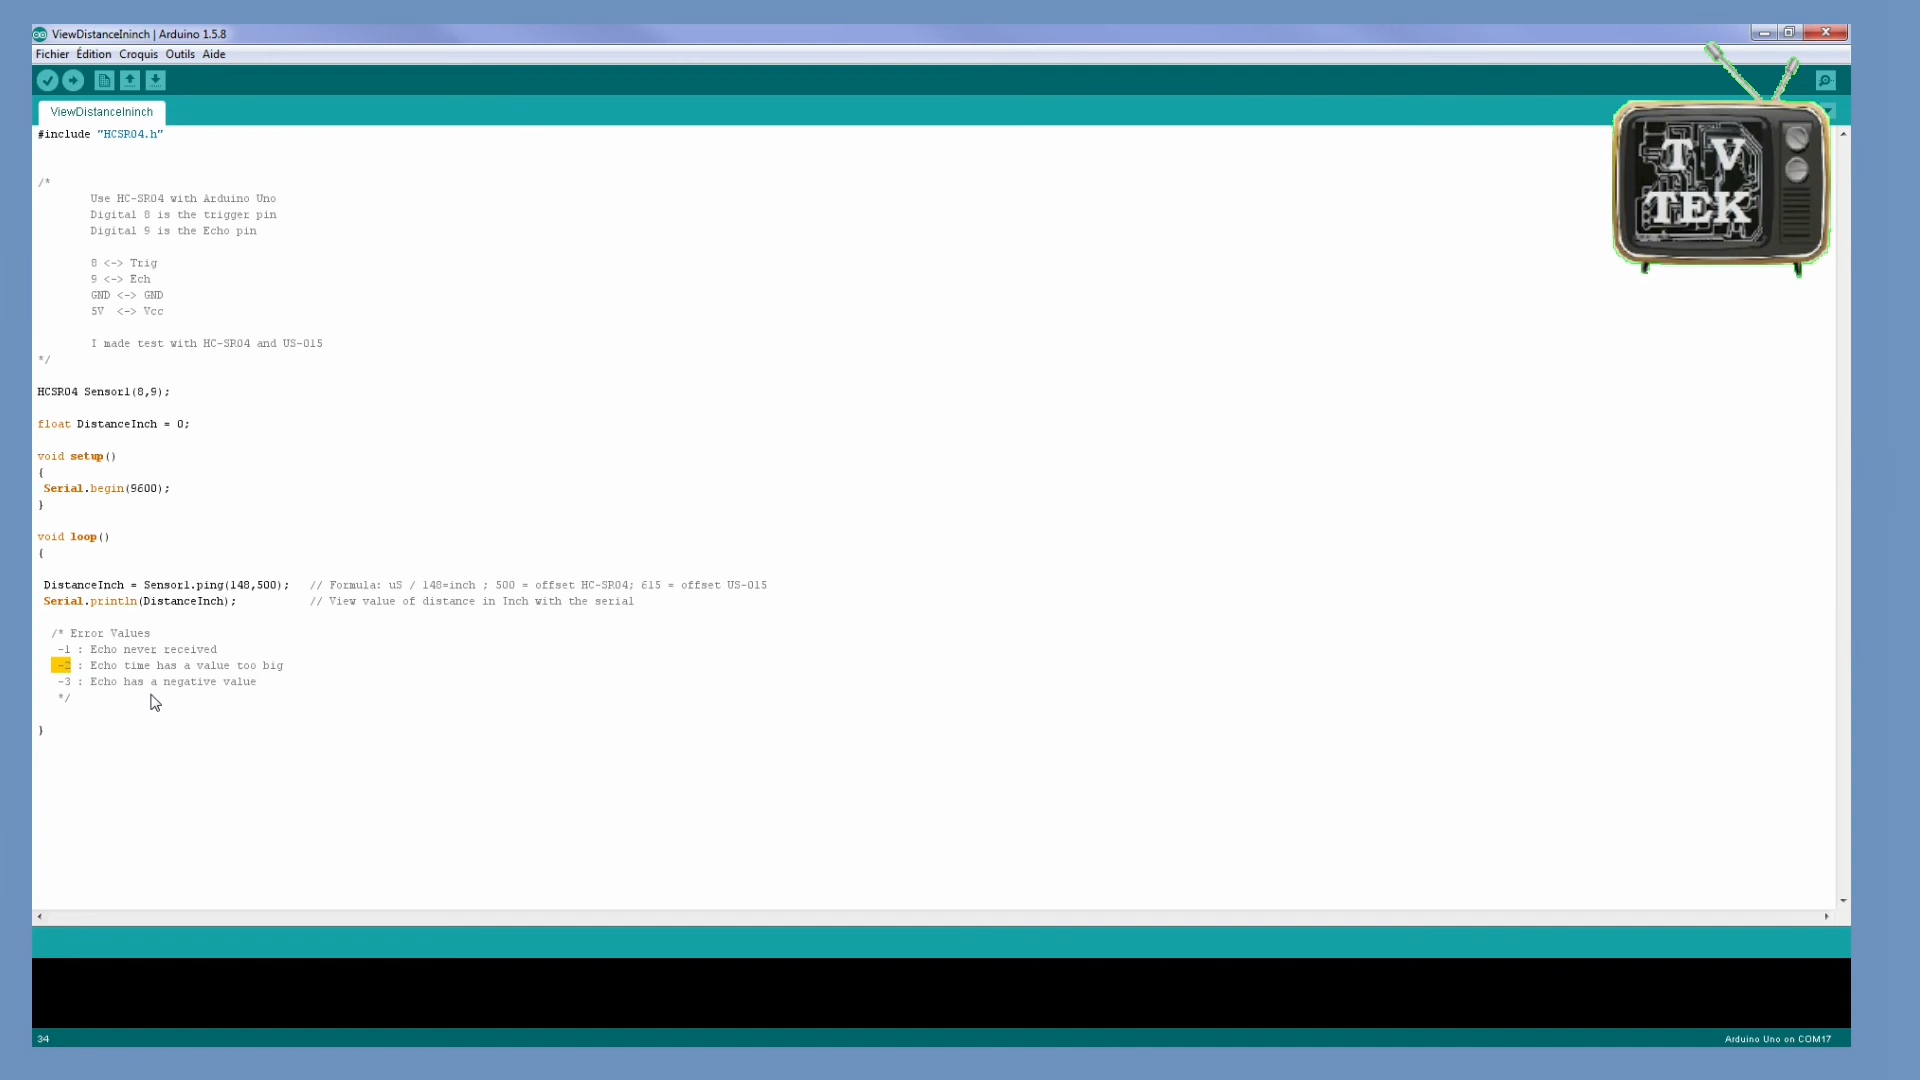 ViewDistanceIninch | Arduino 1.5.8
Fichier Édition Croquis Outils Aide
ViewDistanceIninch
#include "HCSR04.h"
/*
Use HC-SR04 with Arduino Uno
Digital 8 is the trigger pin
Digital 9 is the Echo pin
8 <-> Trig
9 <-> Ech
GND <-> GND
5V <-> Vcc
I made test with HC-SR04 and US-015
*/
HCSR04 Sensor1(8,9);
float DistanceInch = 0;
void setup()
{
Serial.begin(9600);
}
void loop()
{
DistanceInch = Sensor1.ping(148,500); // Formula: uS / 148=inch ; 500 = offset HC-SR04; 615 = offset US-015
Serial.println(DistanceInch); // View value of distance in Inch with the serial
/* Error Values
-1 : Echo never received
-2 : Echo time has a value too big
-3 : Echo has a negative value
*/
}
TV
TEK
34
Arduino Uno on COM17